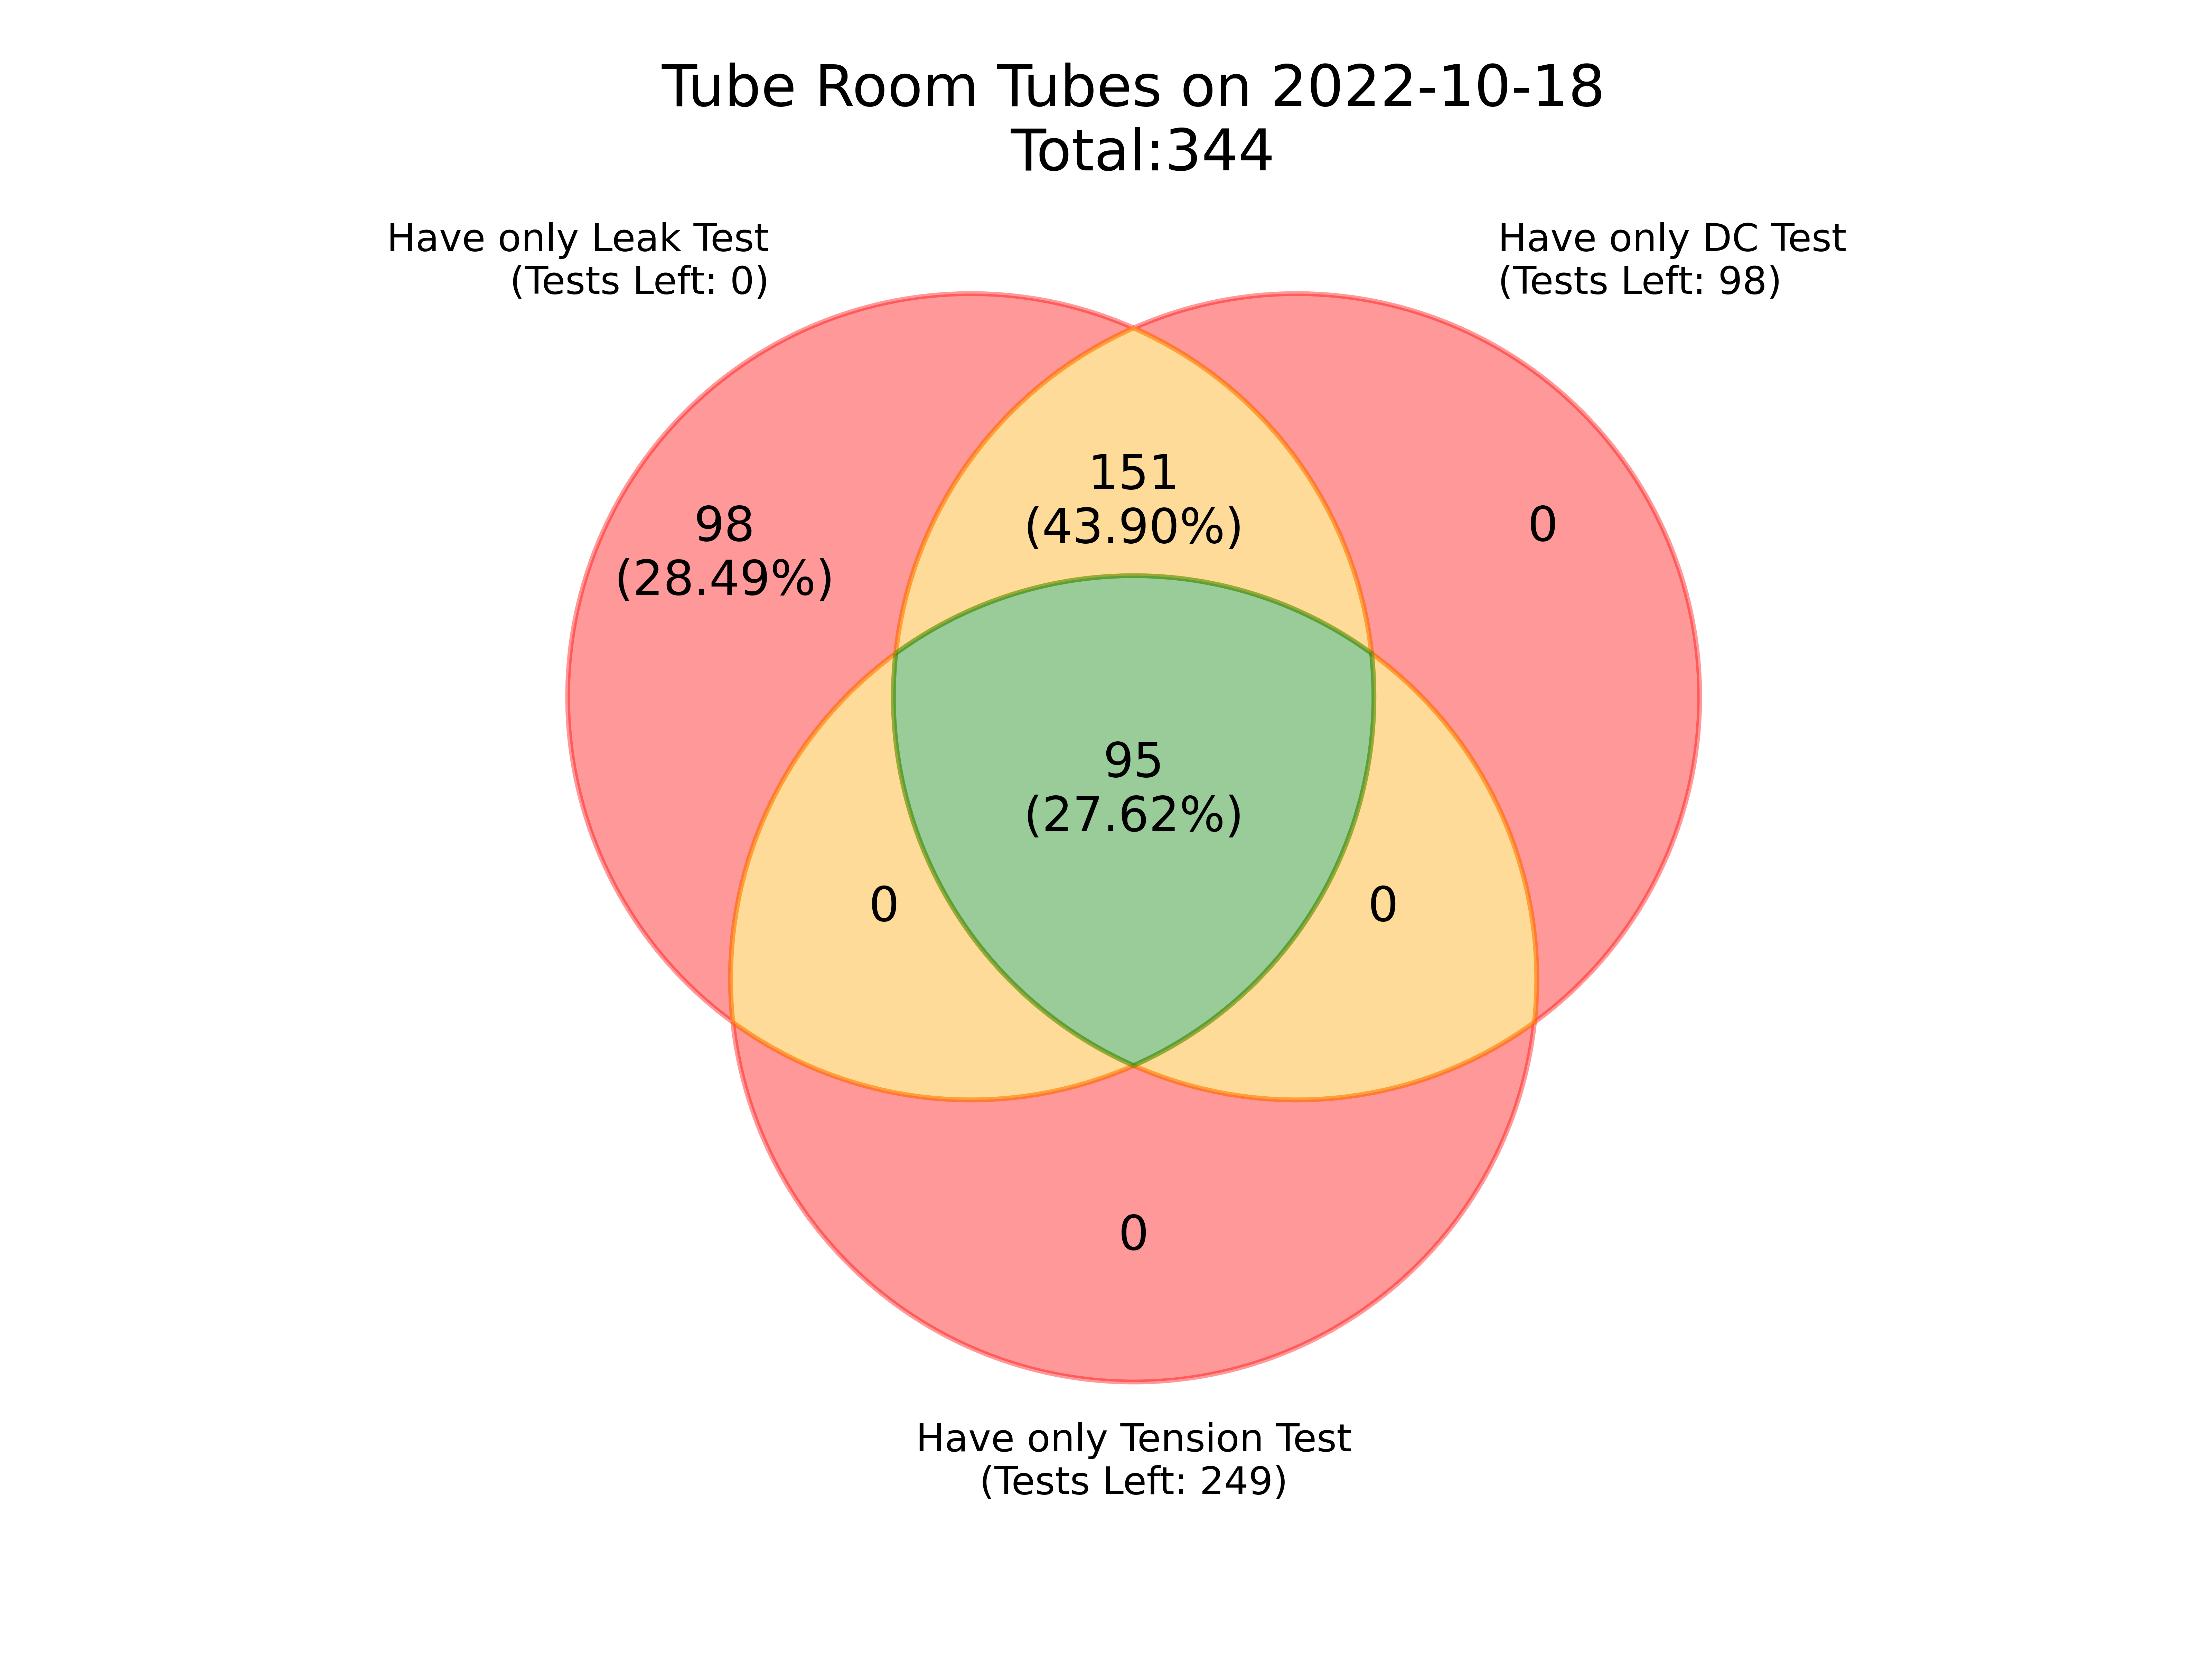 Tube Room Tubes on 2022-10-18
Total:344
Have only Leak Test
(Tests Left: 0)
Have only DC Test
(Tests Left: 98)
151
(43.90%)
98
(28.49%)
0
95
(27.62%)
0
0
0
Have only Tension Test
(Tests Left: 249)